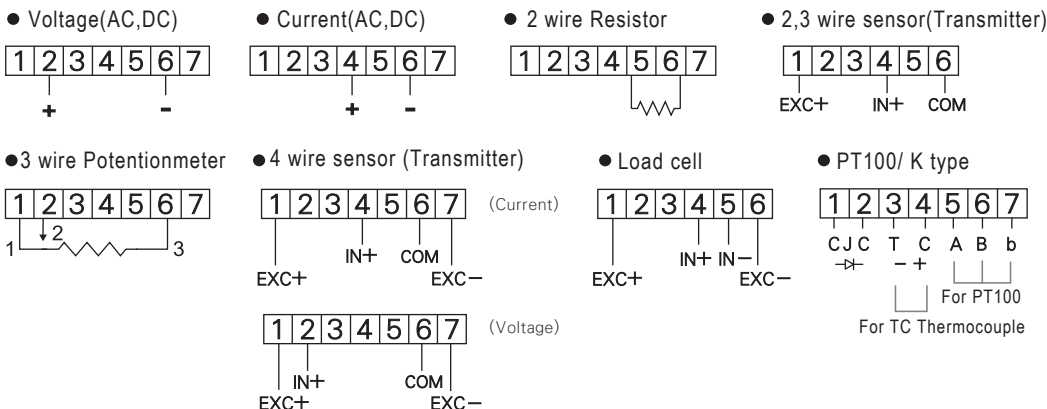 ● Voltage(AC,DC)
1 2 3 4 5 6 7
+ -
● Current(AC,DC)
1 2 3 4 5 6 7
+ -
● 2 wire Resistor
1 2 3 4 5 6 7
● 2,3 wire sensor(Transmitter)
1 2 3 4 5 6
EXC+ IN+ COM
●3 wire Potentionmeter
1 2 3 4 5 6 7
1 2 3
●4 wire sensor (Transmitter)
1 2 3 4 5 6 7 (Current)
IN+ COM
EXC+ EXC-
1 2 3 4 5 6 7 (Voltage)
IN+ COM
EXC+ EXC-
● Load cell
1 2 3 4 5 6
IN+ IN-
EXC+ EXC-
● PT100/ K type
1 2 3 4 5 6 7
CJC T C A B b
- +
For PT100
For TC Thermocouple